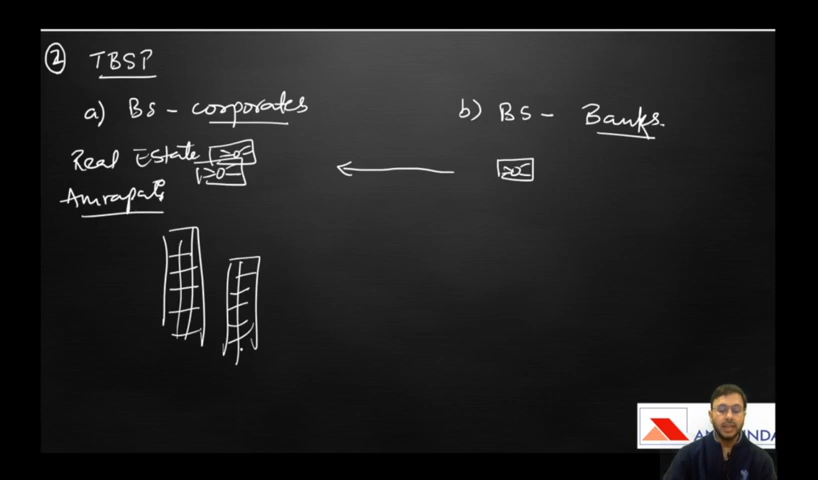 ② TBSP
a) BS - corporates
b) BS - Banks.
Real Estate
Amrapali